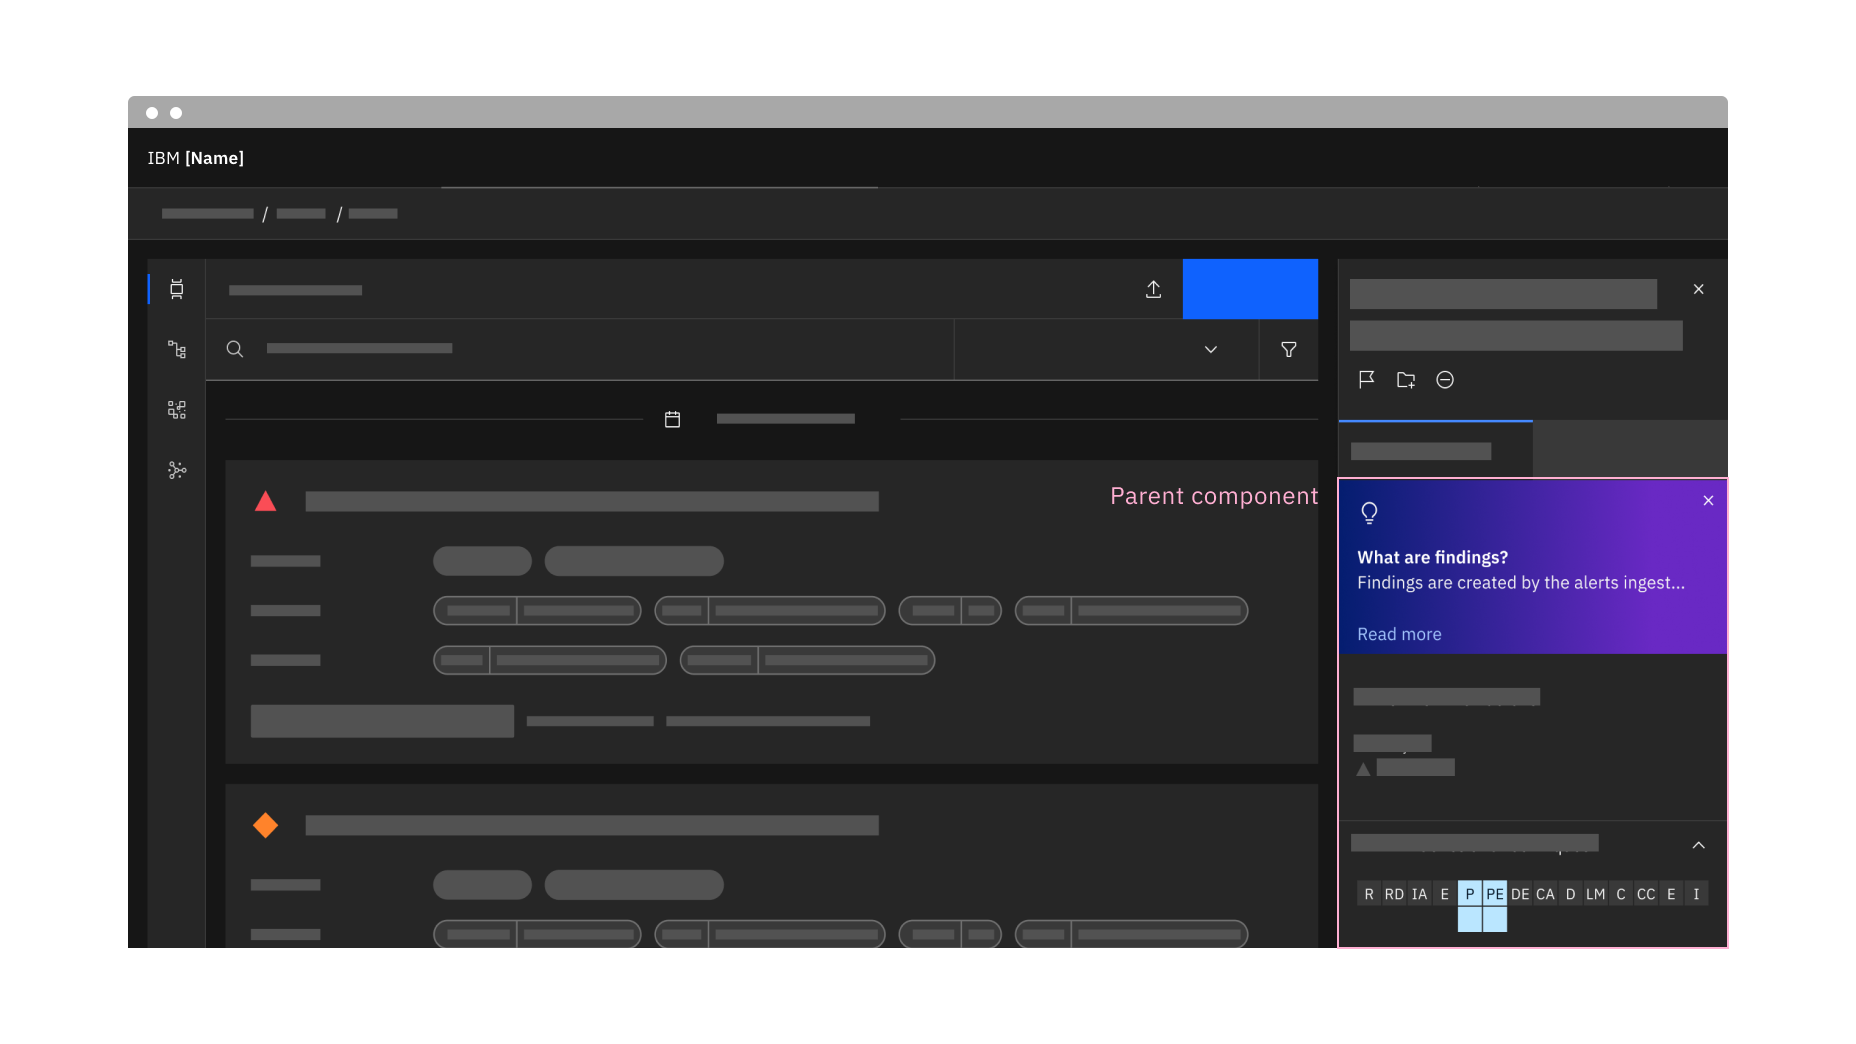 IBM [Name]
/ /
Parent component
What are findings?
Findings are created by the alerts ingest...
Read more
R RD IA E P PE DE CA D LM C CC E I